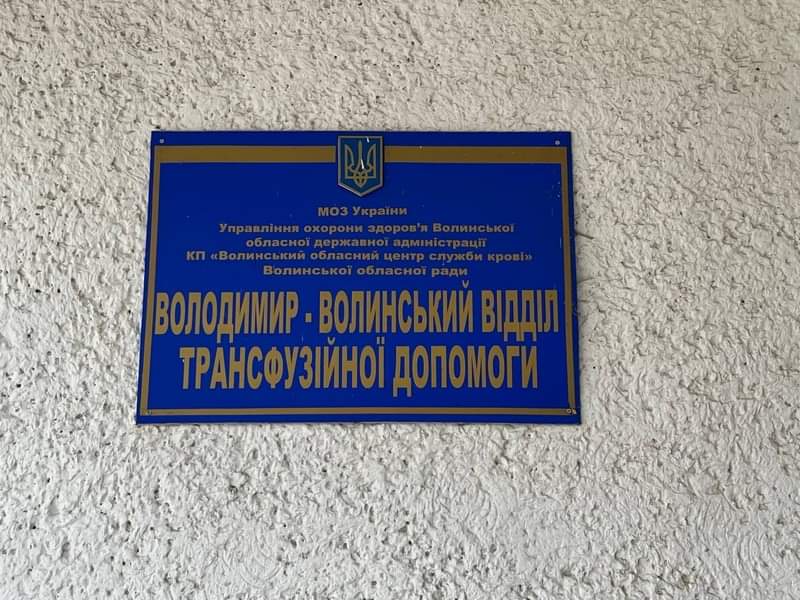 МОЗ України
Управління охорони здоров'я Волинської
обласної державної адміністрації
КП «Волинський обласний центр служби крові»
Волинської обласної ради
ВОЛОДИМИР - ВОЛИНСЬКИЙ ВІДДІЛ
ТРАНСФУЗІЙНОЇ ДОПОМОГИ